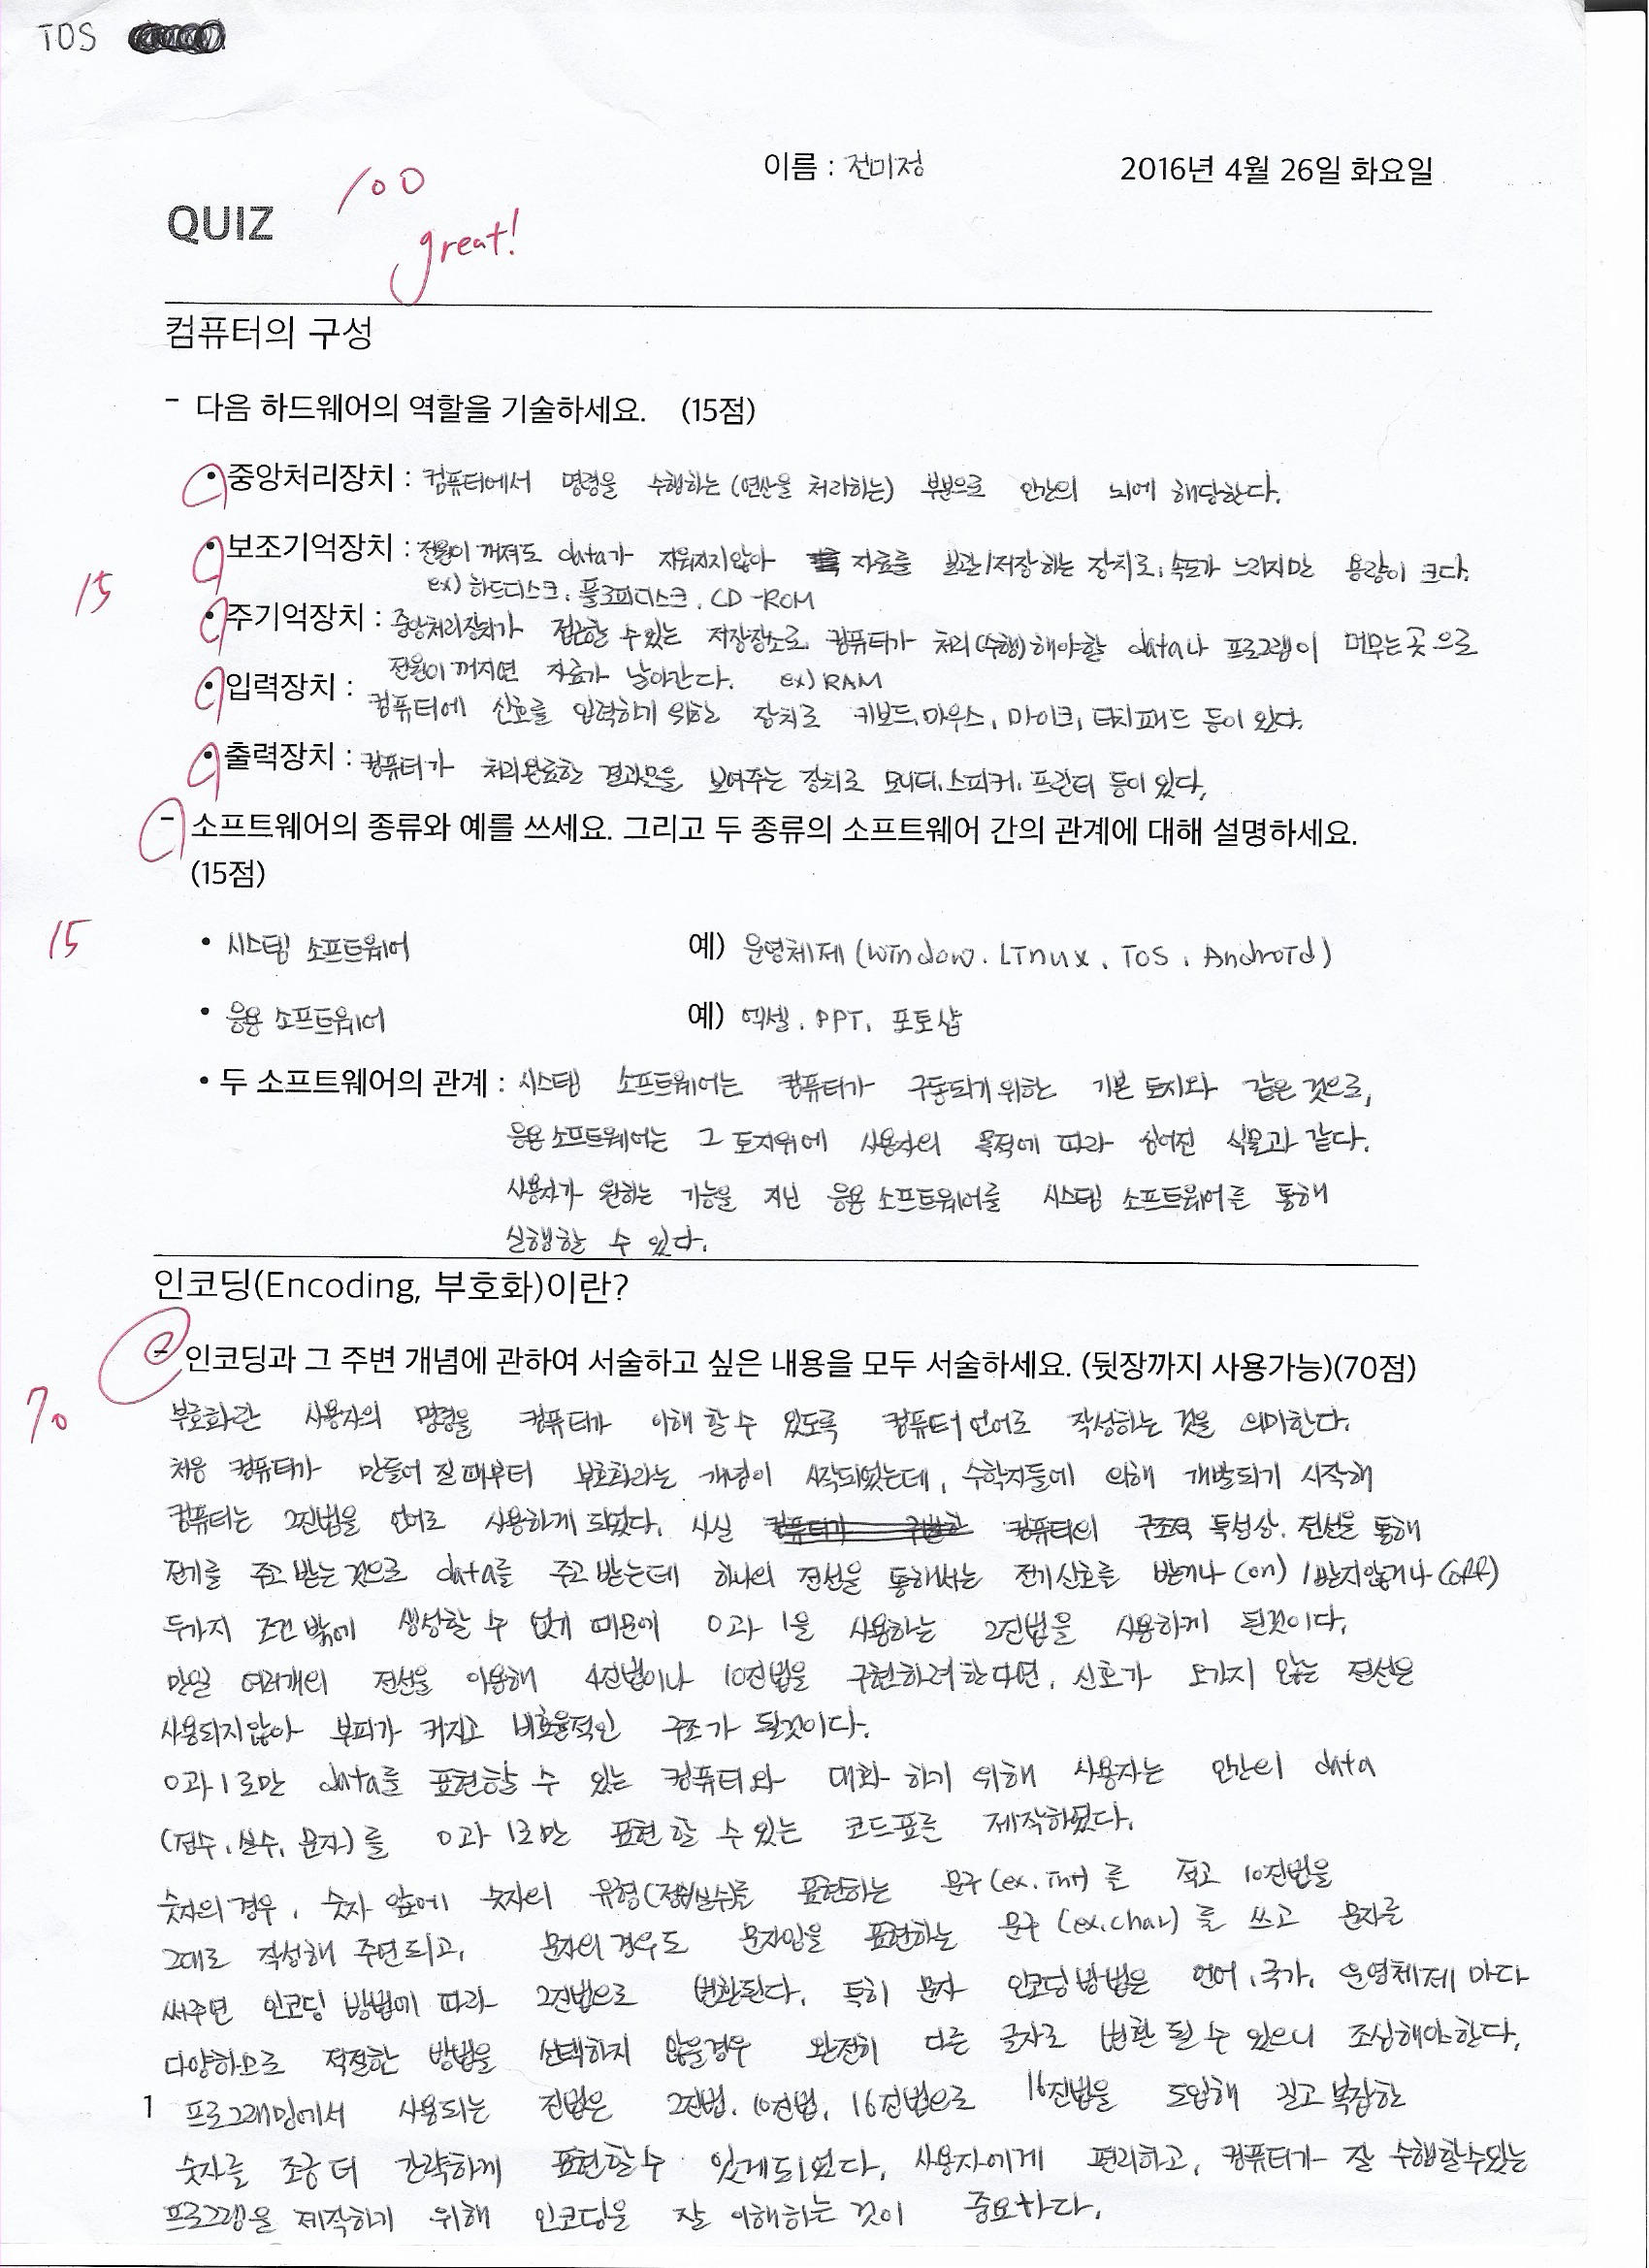 TOS
이름 : 전미정
2016년 4월 26일 화요일
100
QUIZ
great!
컴퓨터의 구성
- 다음 하드웨어의 역할을 기술하세요. (15점)
• 중앙처리장치 : 컴퓨터에서 명령을 수행하는(연산을 처리하는) 부분으로 인간의 뇌에 해당한다.
• 보조기억장치 : 전원이 꺼져도 data가 지워지지않아 자료를 보관/저장하는 장치로, 속도가 느리지만 용량이 크다.
ex) 하드디스크, 플로피디스크, CD-ROM
15
• 주기억장치 : 중앙처리장치가 접근할 수 있는 저장장소로 컴퓨터가 처리(수행)해야할 data나 프로그램이 머무는곳으로
전원이 꺼지면 자료가 날아간다. ex) RAM
• 입력장치 :
컴퓨터에 신호를 입력하기 위한 장치로 키보드, 마우스, 마이크, 터치패드 등이 있다.
• 출력장치 : 컴퓨터가 처리완료한 결과물을 보여주는 장치로 모니터, 스피커, 프린터 등이 있다.
- 소프트웨어의 종류와 예를 쓰세요. 그리고 두 종류의 소프트웨어 간의 관계에 대해 설명하세요.
(15점)
15
• 시스템 소프트웨어 예) 운영체제 (Window, Linux, ios, Android)
• 응용 소프트웨어 예) 엑셀, PPT, 포토샵
• 두 소프트웨어의 관계 : 시스템 소프트웨어는 컴퓨터가 구동되기위한 기본 토지와 같은 것으로,
응용 소프트웨어는 그 토지위에 사용자의 목적에 따라 심어진 식물과 같다.
사용자가 원하는 기능을 지닌 응용 소프트웨어를 시스템 소프트웨어를 통해
실행할 수 있다.
인코딩(Encoding, 부호화)이란?
- 인코딩과 그 주변 개념에 관하여 서술하고 싶은 내용을 모두 서술하세요. (뒷장까지 사용가능)(70점)
70
부호화란 사용자의 명령을 컴퓨터가 이해 할 수 있도록 컴퓨터 언어로 작성하는 것을 의미한다.
처음 컴퓨터가 만들어 질 때부터 부호화라는 개념이 시작되었는데, 수학자들에 의해 개발되기 시작해
컴퓨터는 2진법을 언어로 사용하게 되었다. 사실 컴퓨터의 구조적 특성상, 전선을 통해
전기를 주고 받는 것으로 data를 주고 받는데 하나의 전선을 통해서는 전기신호를 받거나 (on) / 받지않거나 (off)
두가지 조건 밖에 생성할 수 없기 때문에 0과 1을 사용하는 2진법을 사용하게 된것이다.
만일 여러개의 전선을 이용해 4진법이나 10진법을 구현하려한다면, 신호가 오가지 않는 전선은
사용되지않아 부피가 커지고 비효율적인 구조가 될것이다.
0과 1로만 data를 표현할 수 있는 컴퓨터와 대화 하기 위해 사용자는 인간의 data
(정수, 실수, 문자)를 0과 1로만 표현 할 수 있는 코드표를 제작하였다.
숫자의 경우, 숫자 앞에 숫자의 유형(정수/실수)를 표현하는 문구(ex. int)를 적고 10진법을
그대로 작성해 주면되고, 문자의 경우도 문자임을 표현하는 문구 (ex. char)를 쓰고 문자를
써주면 인코딩 방법에 따라 2진법으로 변환된다. 특히 문자 인코딩 방법은 언어, 국가, 운영체제 마다
다양하므로 적절한 방법을 선택하지 않을경우 완전히 다른 글자로 변환 될 수 있으니 조심해야한다.
1
프로그래밍에서 사용되는 진법은 2진법, 10진법, 16진법으로 16진법을 도입해 길고 복잡한
숫자를 조금 더 간략하게 표현할 수 있게되었다. 사용자에게 편리하고, 컴퓨터가 잘 수행할수있는
프로그램을 제작하기 위해 인코딩을 잘 이해하는 것이 중요하다.